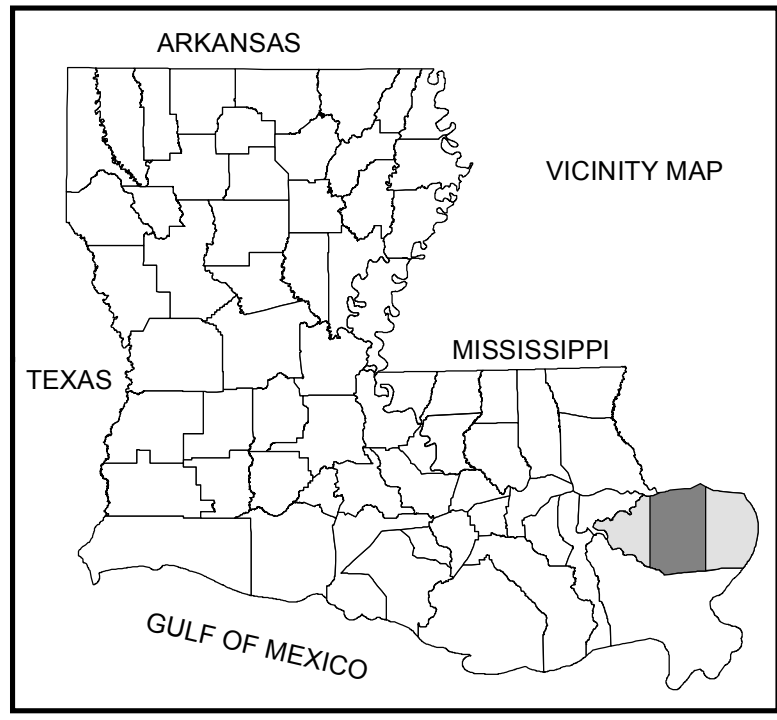 ARKANSAS
VICINITY MAP
MISSISSIPPI
TEXAS
GULF OF MEXICO